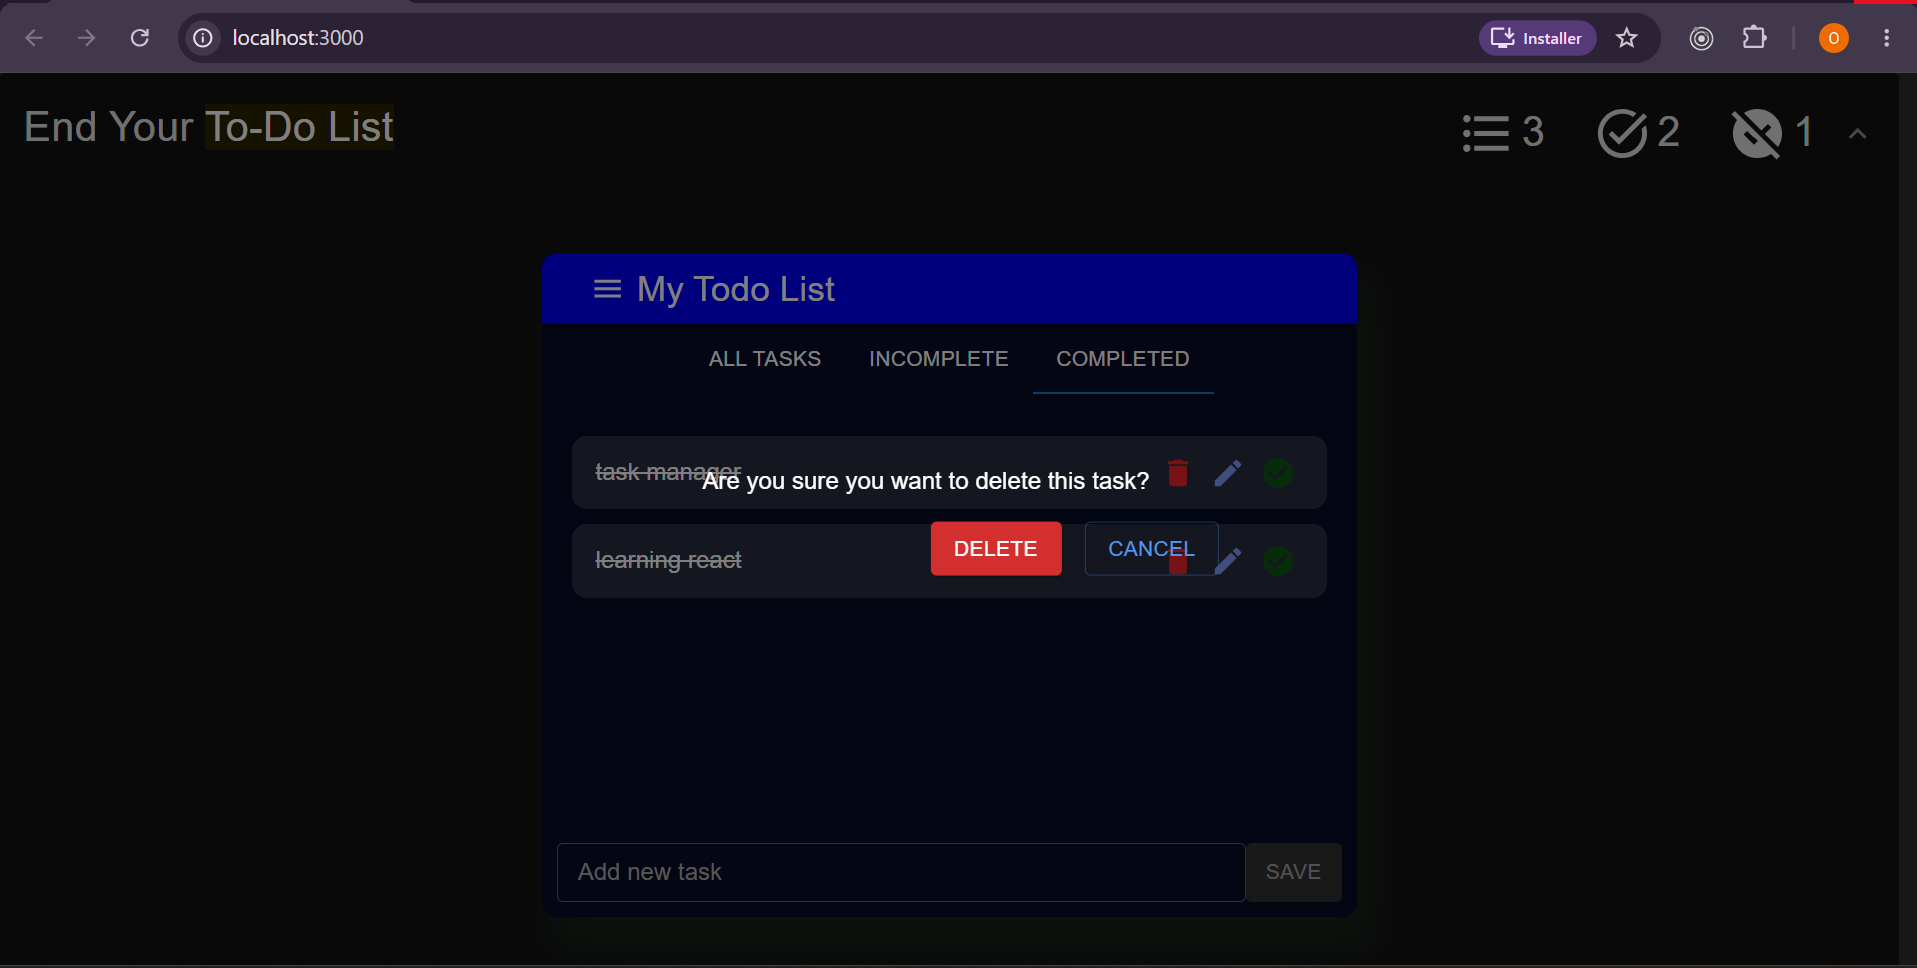 localhost:3000
Installer
O
End Your To-Do List
3
2
1
My Todo List
ALL TASKS
INCOMPLETE
COMPLETED
task manager
Are you sure you want to delete this task?
learning react
DELETE
CANCEL
Add new task
SAVE